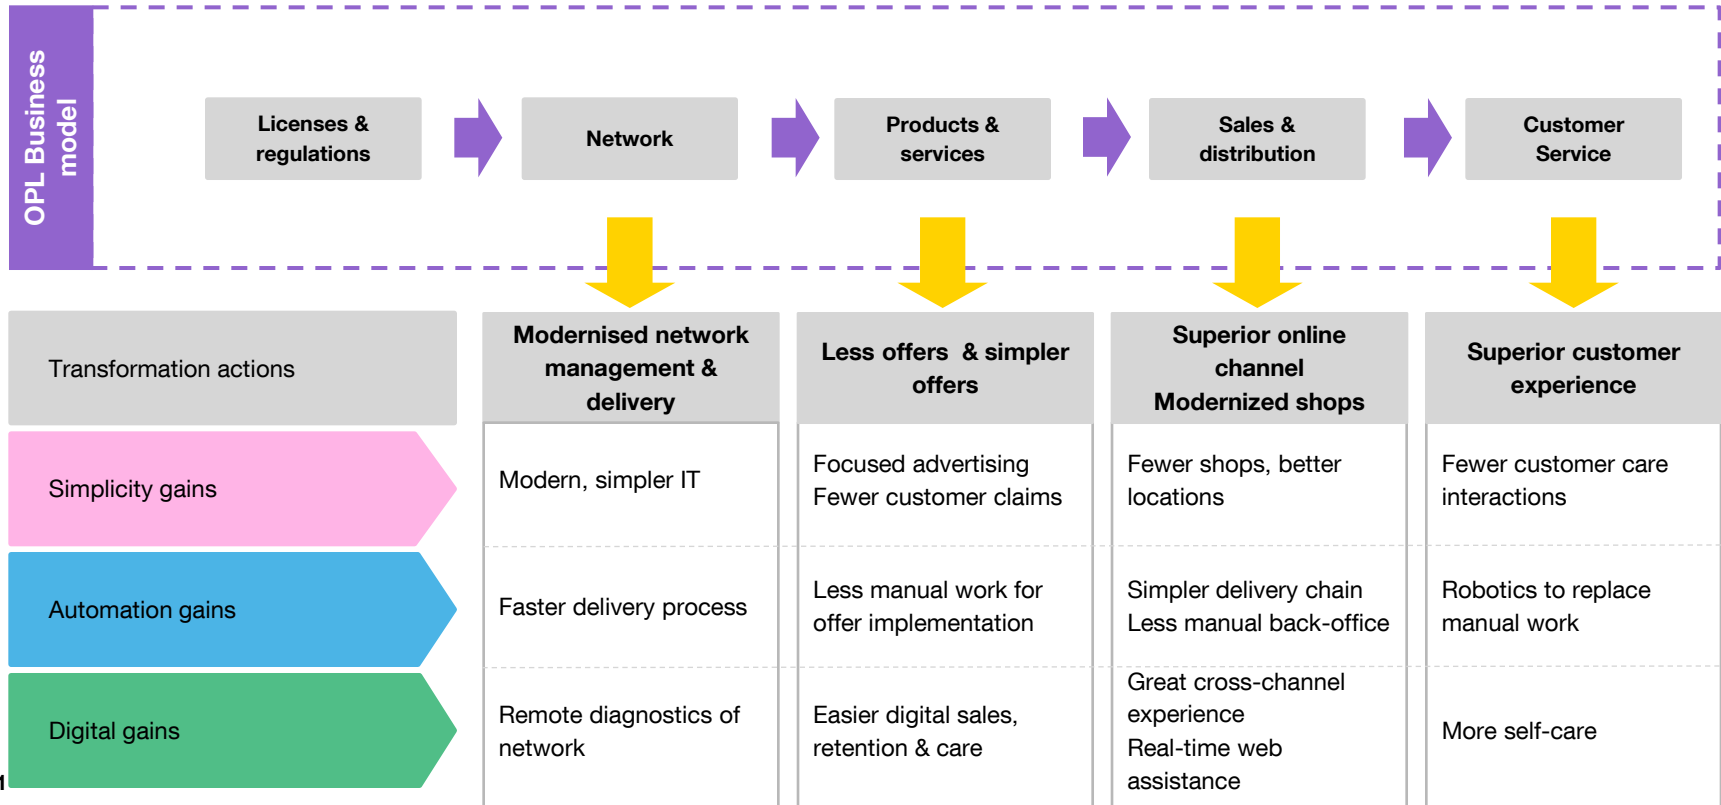 OPL Business
model
Licenses &
regulations
Network
Products &
services
Sales &
distribution
Customer
Service
Transformation actions
Modernised network
management &
delivery
Less offers & simpler
offers
Superior online
channel
Modernized shops
Superior customer
experience
Simplicity gains
Modern, simpler IT
Focused advertising
Fewer customer claims
Fewer shops, better
locations
Fewer customer care
interactions
Automation gains
Faster delivery process
Less manual work for
offer implementation
Simpler delivery chain
Less manual back-office
Robotics to replace
manual work
Digital gains
Remote diagnostics of
network
Easier digital sales,
retention & care
Great cross-channel
experience
Real-time web
assistance
More self-care